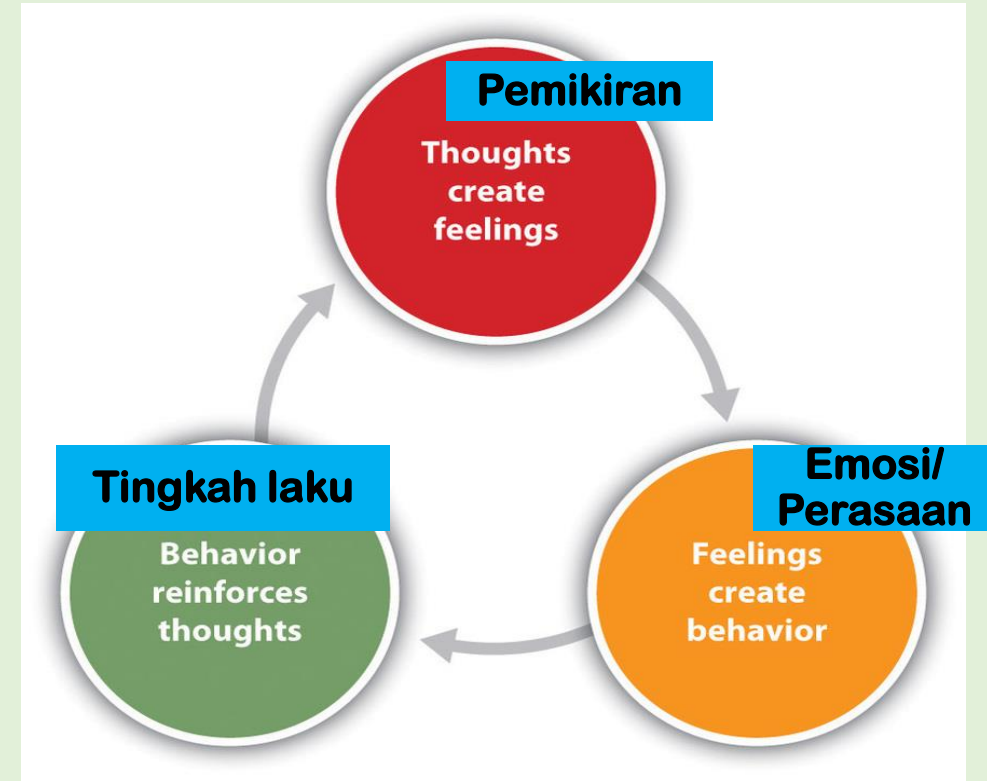 Pemikiran
Thoughts
create
feelings
Tingkah laku
Behavior
reinforces
thoughts
Emosi/
Perasaan
Feelings
create
behavior